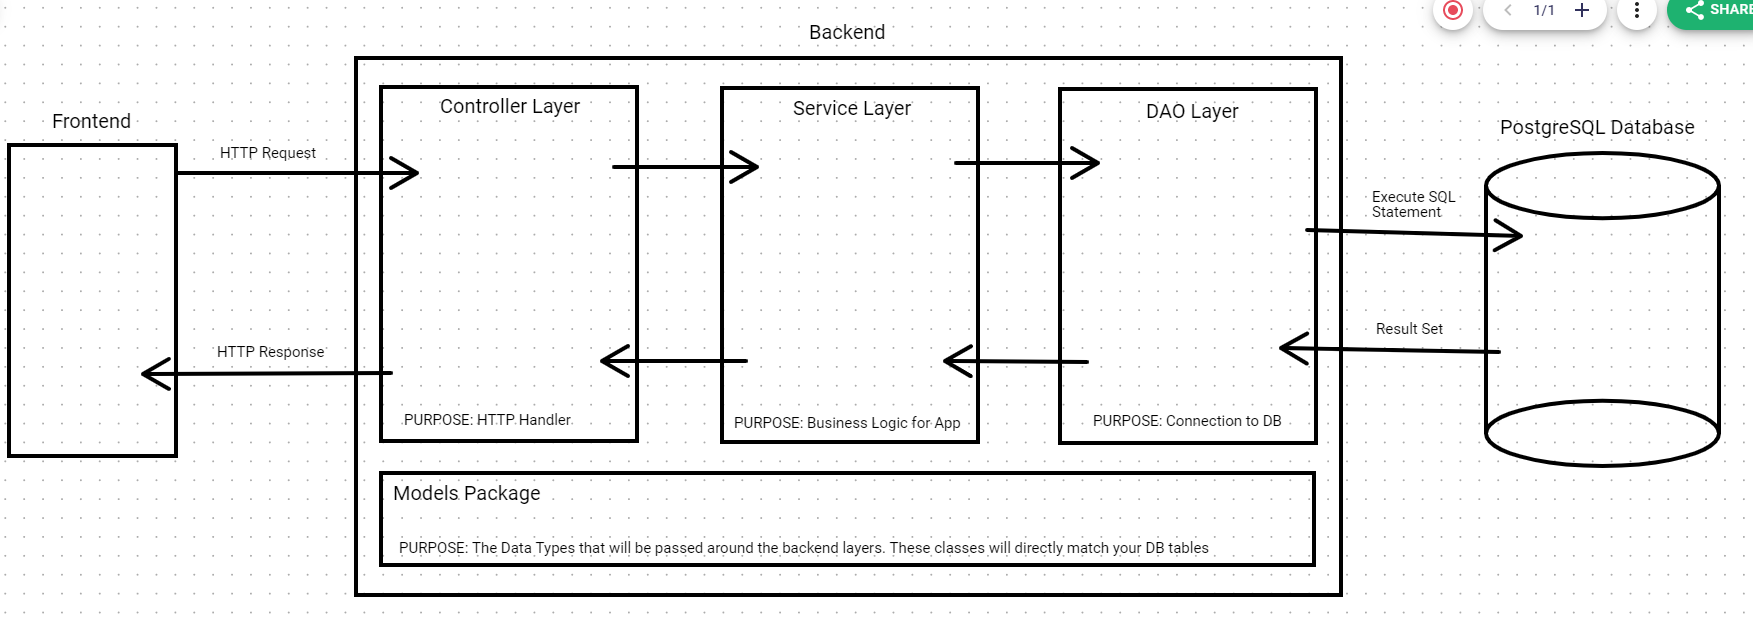 1/1
SHARE
Backend
Frontend
Controller Layer
Service Layer
DAO Layer
PostgreSQL Database
HTTP Request
Execute SQL
Statement
HTTP Response
Result Set
PURPOSE: HTTP Handler
PURPOSE: Business Logic for App
PURPOSE: Connection to DB
Models Package
PURPOSE: The Data Types that will be passed around the backend layers. These classes will directly match your DB tables